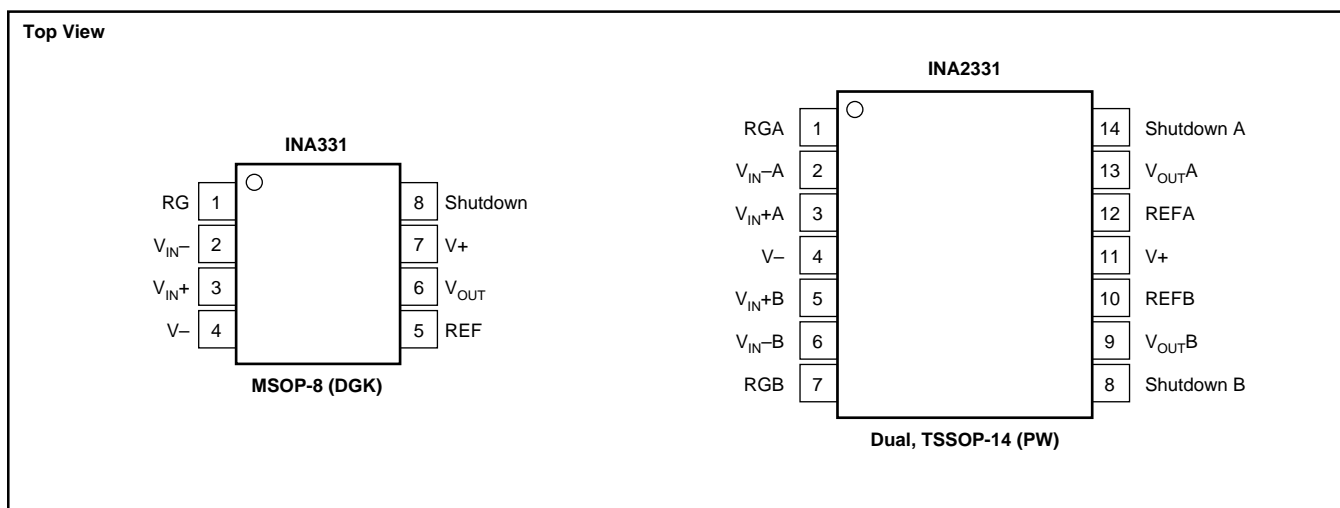 Top View
INA331
RG 1 8 Shutdown
V_IN– 2 7 V+
V_IN+ 3 6 V_OUT
V– 4 5 REF
MSOP-8 (DGK)
INA2331
RGA 1 14 Shutdown A
V_IN–A 2 13 V_OUTA
V_IN+A 3 12 REFA
V– 4 11 V+
V_IN+B 5 10 REFB
V_IN–B 6 9 V_OUTB
RGB 7 8 Shutdown B
Dual, TSSOP-14 (PW)